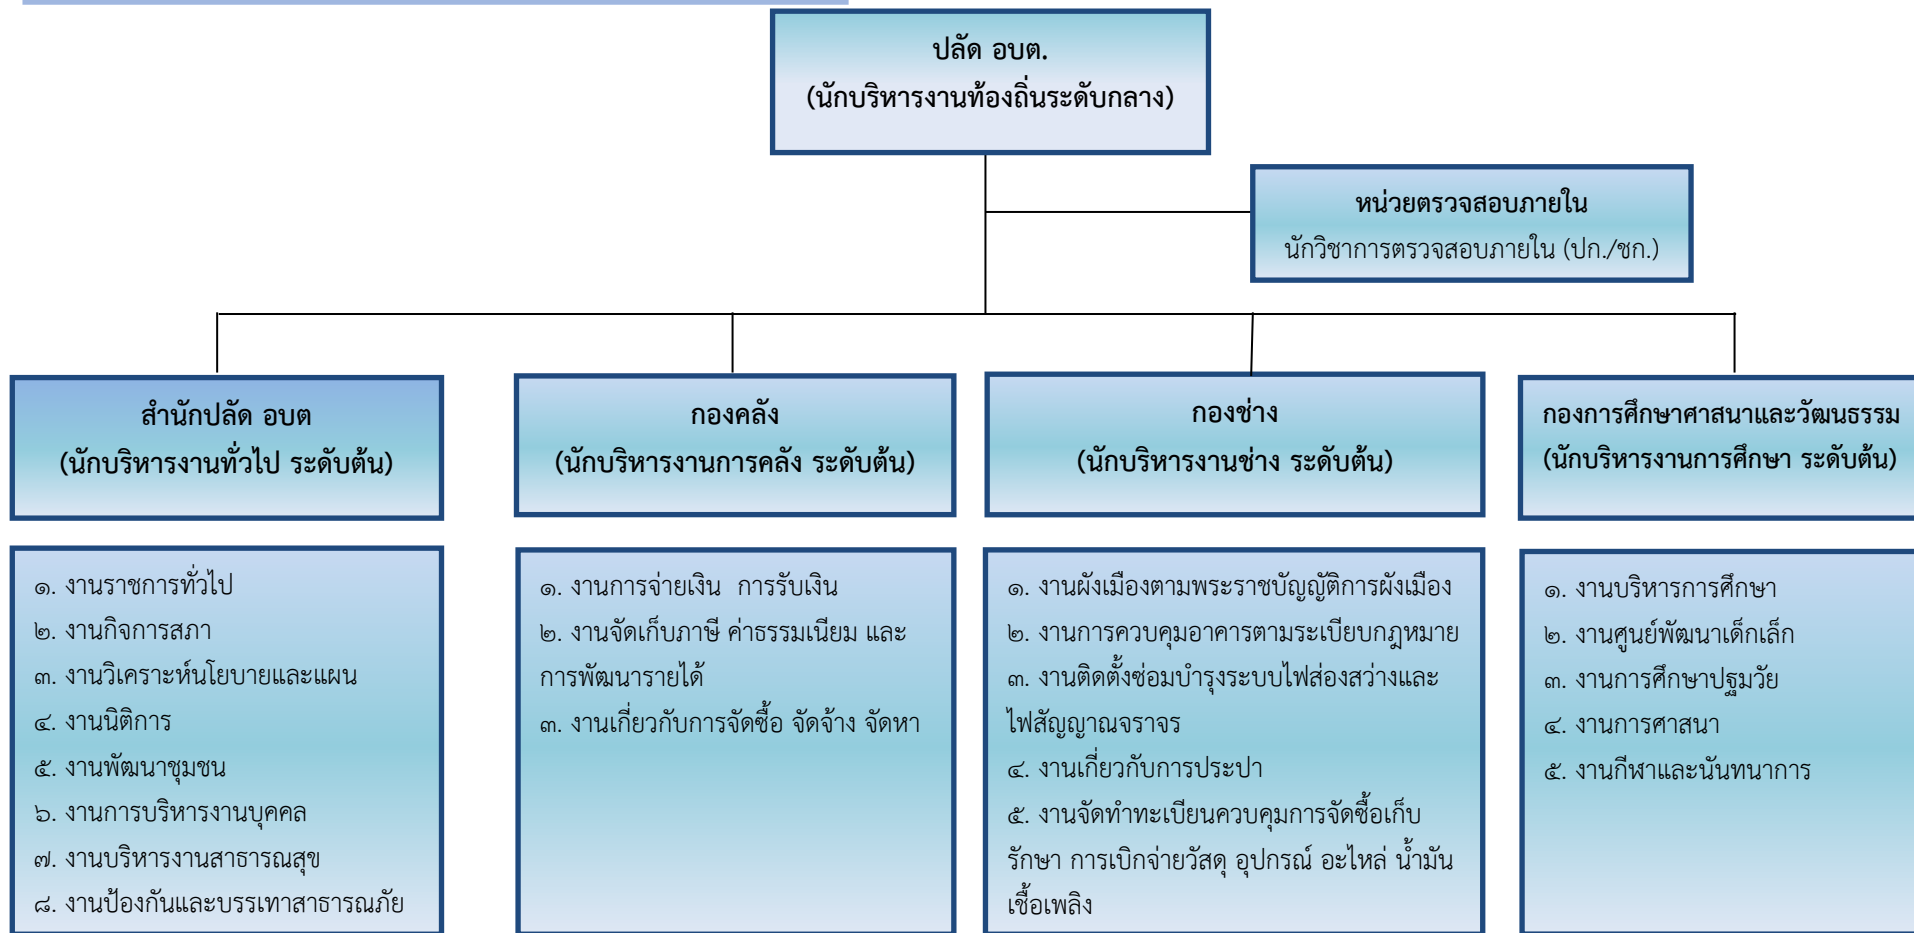 ปลัด อบต.
(นักบริหารงานท้องถิ่นระดับกลาง)
หน่วยตรวจสอบภายใน
นักวิชาการตรวจสอบภายใน (ปก./ชก.)
สำนักปลัด อบต
(นักบริหารงานทั่วไป ระดับต้น)
กองคลัง
(นักบริหารงานการคลัง ระดับต้น)
กองช่าง
(นักบริหารงานช่าง ระดับต้น)
กองการศึกษาศาสนาและวัฒนธรรม
(นักบริหารงานการศึกษา ระดับต้น)
๑. งานราชการทั่วไป
๒. งานกิจการสภา
๓. งานวิเคราะห์นโยบายและแผน
๔. งานนิติการ
๕. งานพัฒนาชุมชน
๖. งานการบริหารงานบุคคล
๗. งานบริหารงานสาธารณสุข
๘. งานป้องกันและบรรเทาสาธารณภัย
๑. งานการจ่ายเงิน การรับเงิน
๒. งานจัดเก็บภาษี ค่าธรรมเนียม และ
การพัฒนารายได้
๓. งานเกี่ยวกับการจัดซื้อ จัดจ้าง จัดหา
๑. งานผังเมืองตามพระราชบัญญัติการผังเมือง
๒. งานการควบคุมอาคารตามระเบียบกฎหมาย
๓. งานติดตั้งซ่อมบำรุงระบบไฟส่องสว่างและ
ไฟสัญญาณจราจร
๔. งานเกี่ยวกับการประปา
๕. งานจัดทำทะเบียนควบคุมการจัดซื้อเก็บ
รักษา การเบิกจ่ายวัสดุ อุปกรณ์ อะไหล่ น้ำมัน
เชื้อเพลิง
๑. งานบริหารการศึกษา
๒. งานศูนย์พัฒนาเด็กเล็ก
๓. งานการศึกษาปฐมวัย
๔. งานการศาสนา
๕. งานกีฬาและนันทนาการ